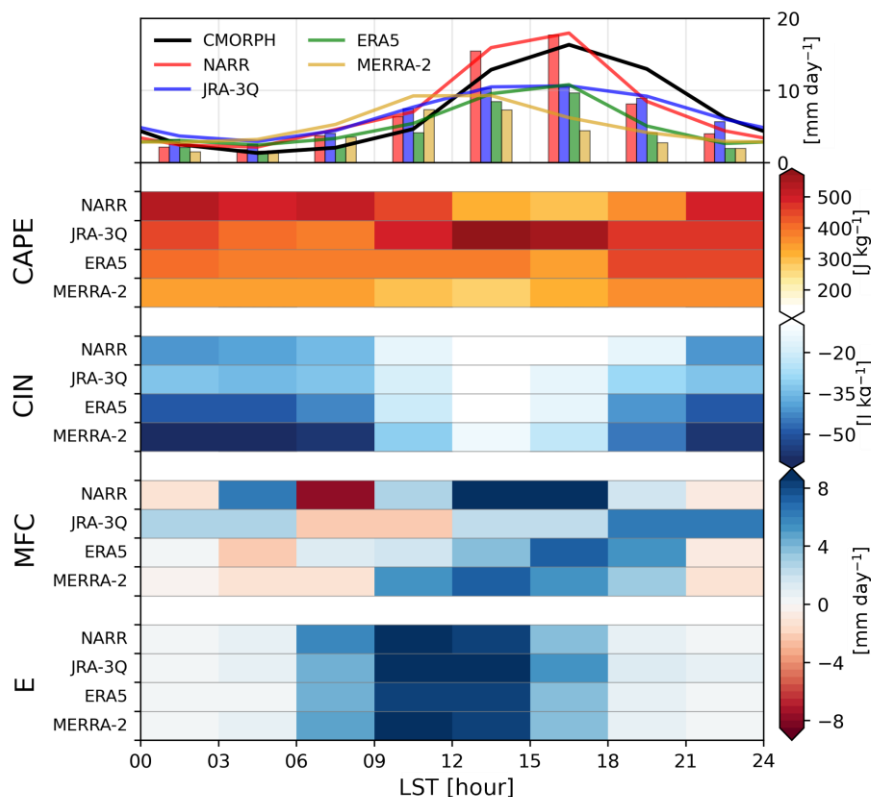 CMORPH
NARR
JRA-3Q
ERA5
MERRA-2
20
10
0
[mm day⁻¹]
CAPE
NARR
JRA-3Q
ERA5
MERRA-2
500
400
300
200
[J kg⁻¹]
CIN
NARR
JRA-3Q
ERA5
MERRA-2
−20
−35
−50
[J kg⁻¹]
MFC
NARR
JRA-3Q
ERA5
MERRA-2
E
NARR
JRA-3Q
ERA5
MERRA-2
8
4
0
−4
−8
[mm day⁻¹]
00 03 06 09 12 15 18 21 24
LST [hour]